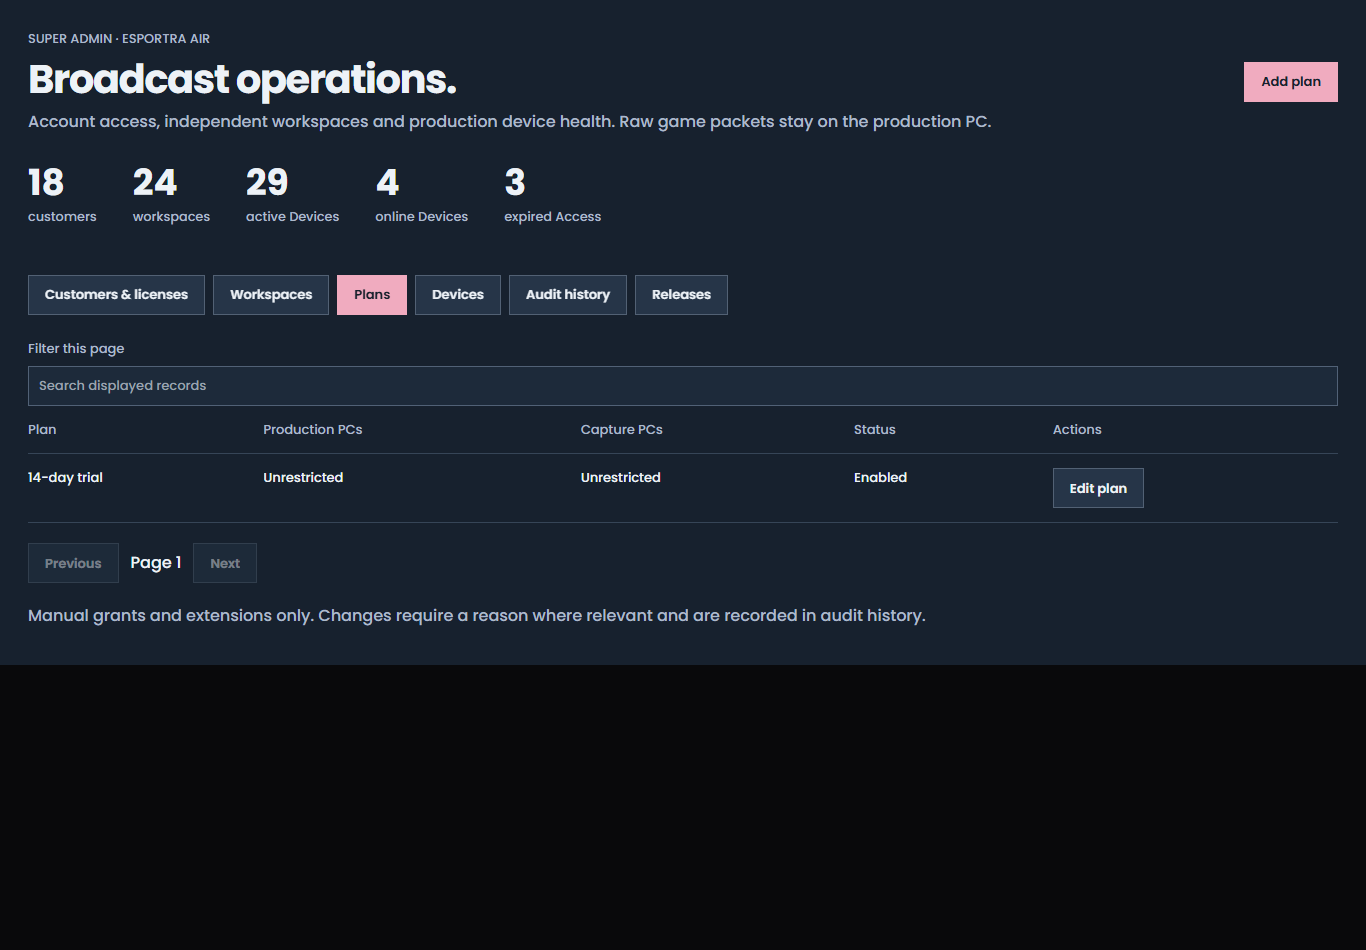 SUPER ADMIN · ESPORTRA AIR
Broadcast operations.
Add plan
Account access, independent workspaces and production device health. Raw game packets stay on the production PC.
18 24 29 4 3
customers workspaces active Devices online Devices expired Access
Customers & licenses Workspaces Plans Devices Audit history Releases
Filter this page
Search displayed records
Plan Production PCs Capture PCs Status Actions
14-day trial Unrestricted Unrestricted Enabled Edit plan
Previous Page 1 Next
Manual grants and extensions only. Changes require a reason where relevant and are recorded in audit history.